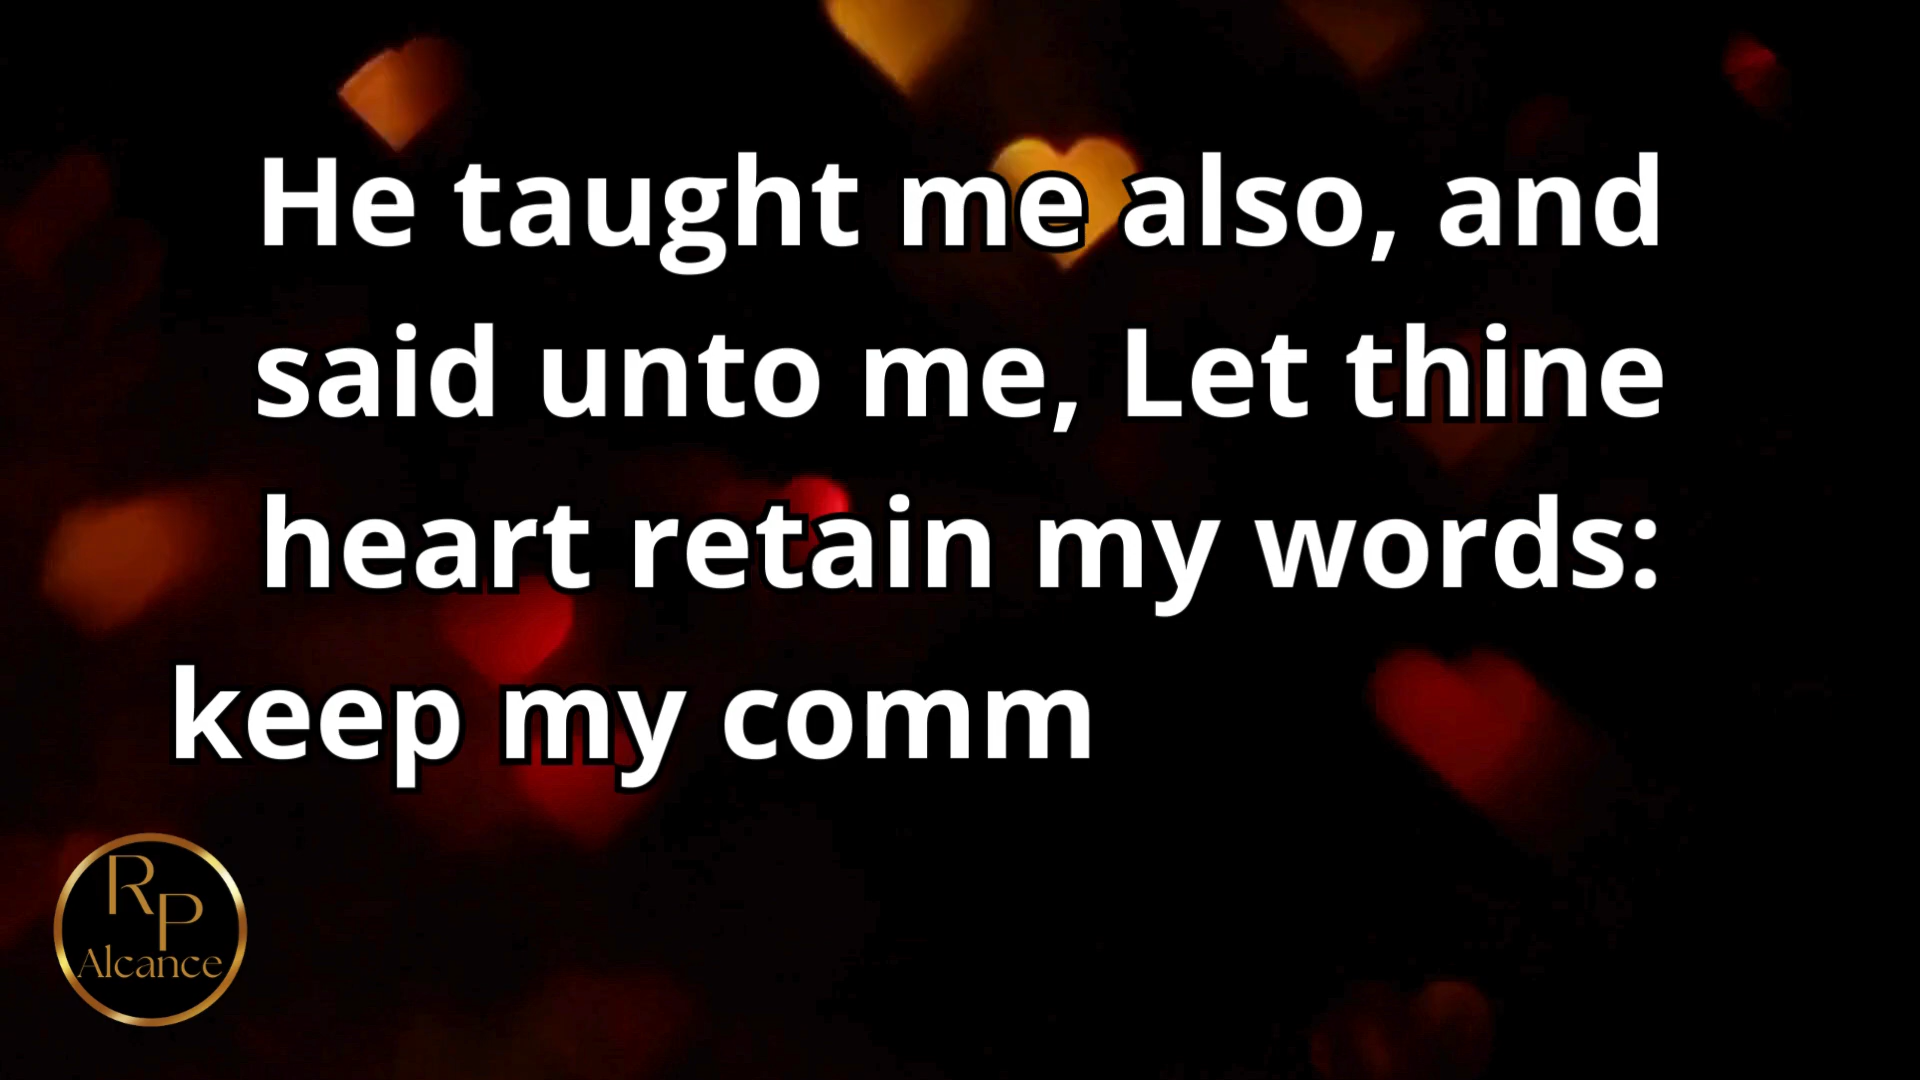 He taught me also, and
said unto me, Let thine
heart retain my words:
keep my comm
RP
Alcance